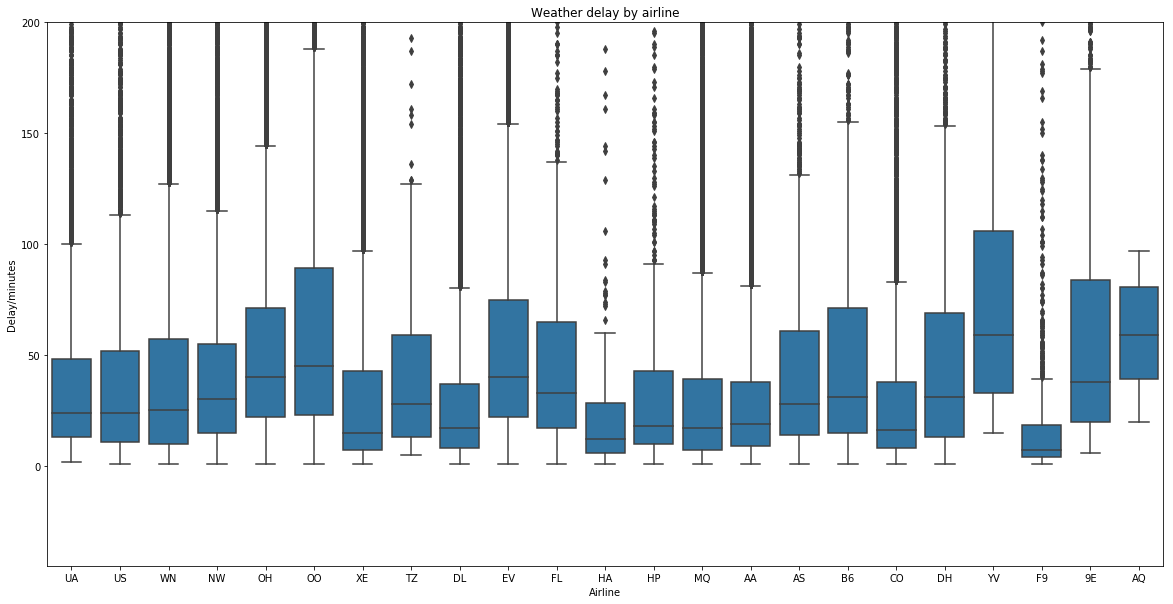 Weather delay by airline
200
150
100
50
0
Delay/minutes
UA US WN NW OH OO XE TZ DL EV FL HA HP MQ AA AS B6 CO DH YV F9 9E AQ
Airline